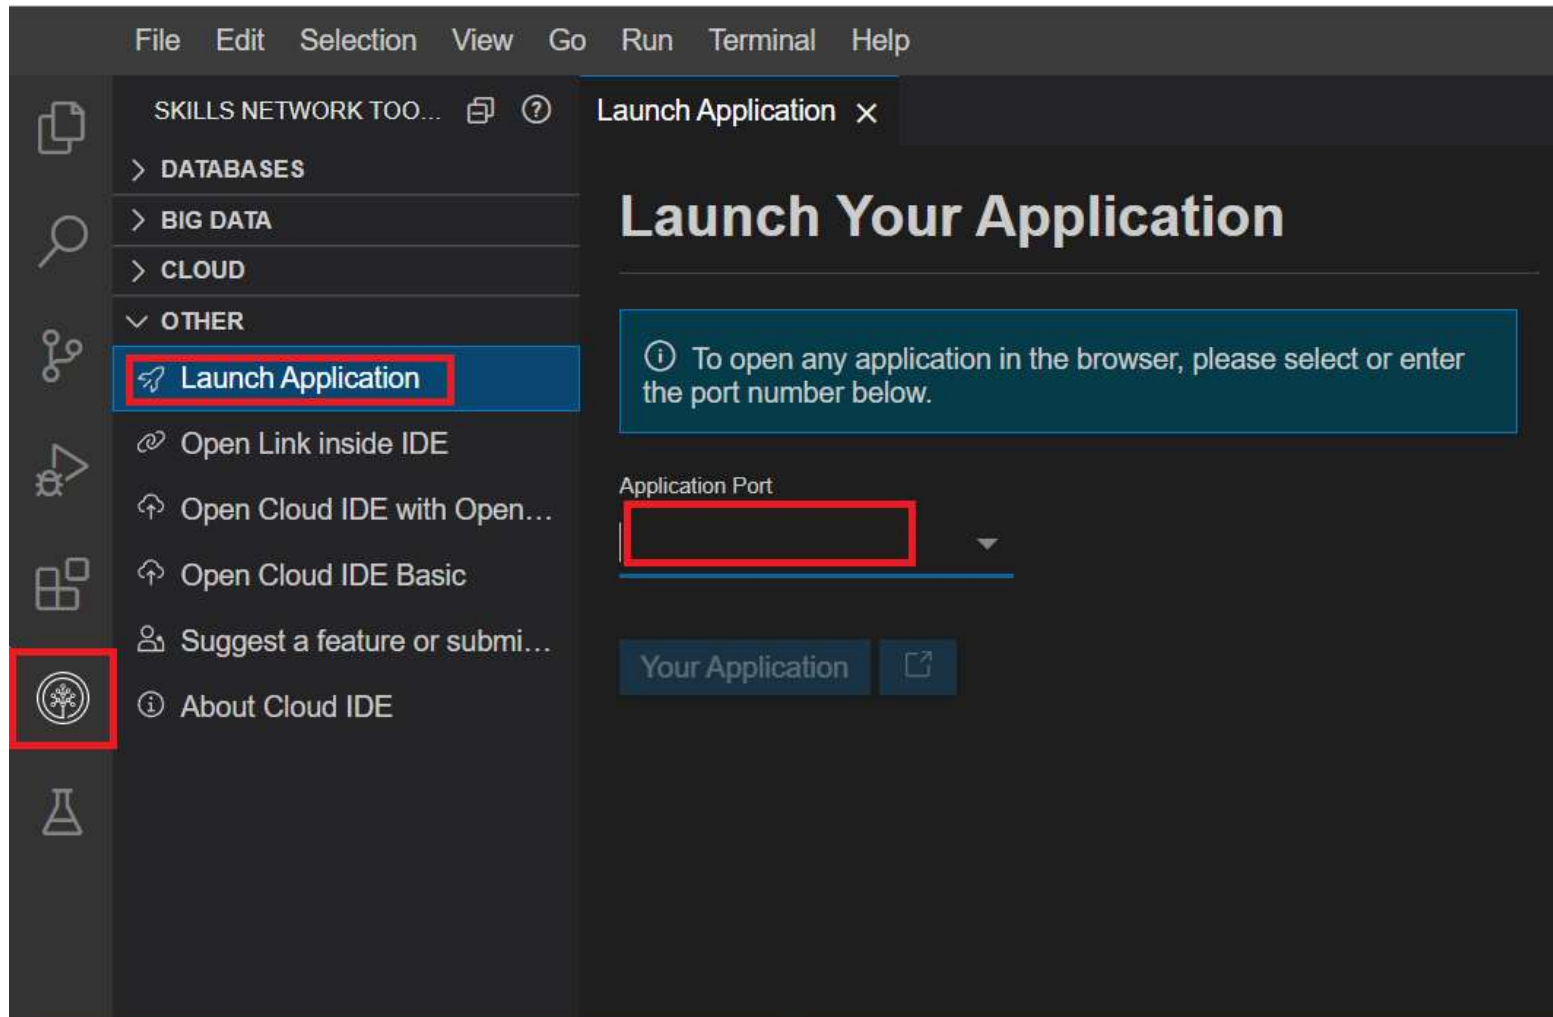 File Edit Selection View Go Run Terminal Help
SKILLS NETWORK TOO...
Launch Application
DATABASES
BIG DATA
CLOUD
OTHER
Launch Application
Open Link inside IDE
Open Cloud IDE with Open...
Open Cloud IDE Basic
Suggest a feature or submi...
About Cloud IDE
Launch Your Application
To open any application in the browser, please select or enter
the port number below.
Application Port
Your Application